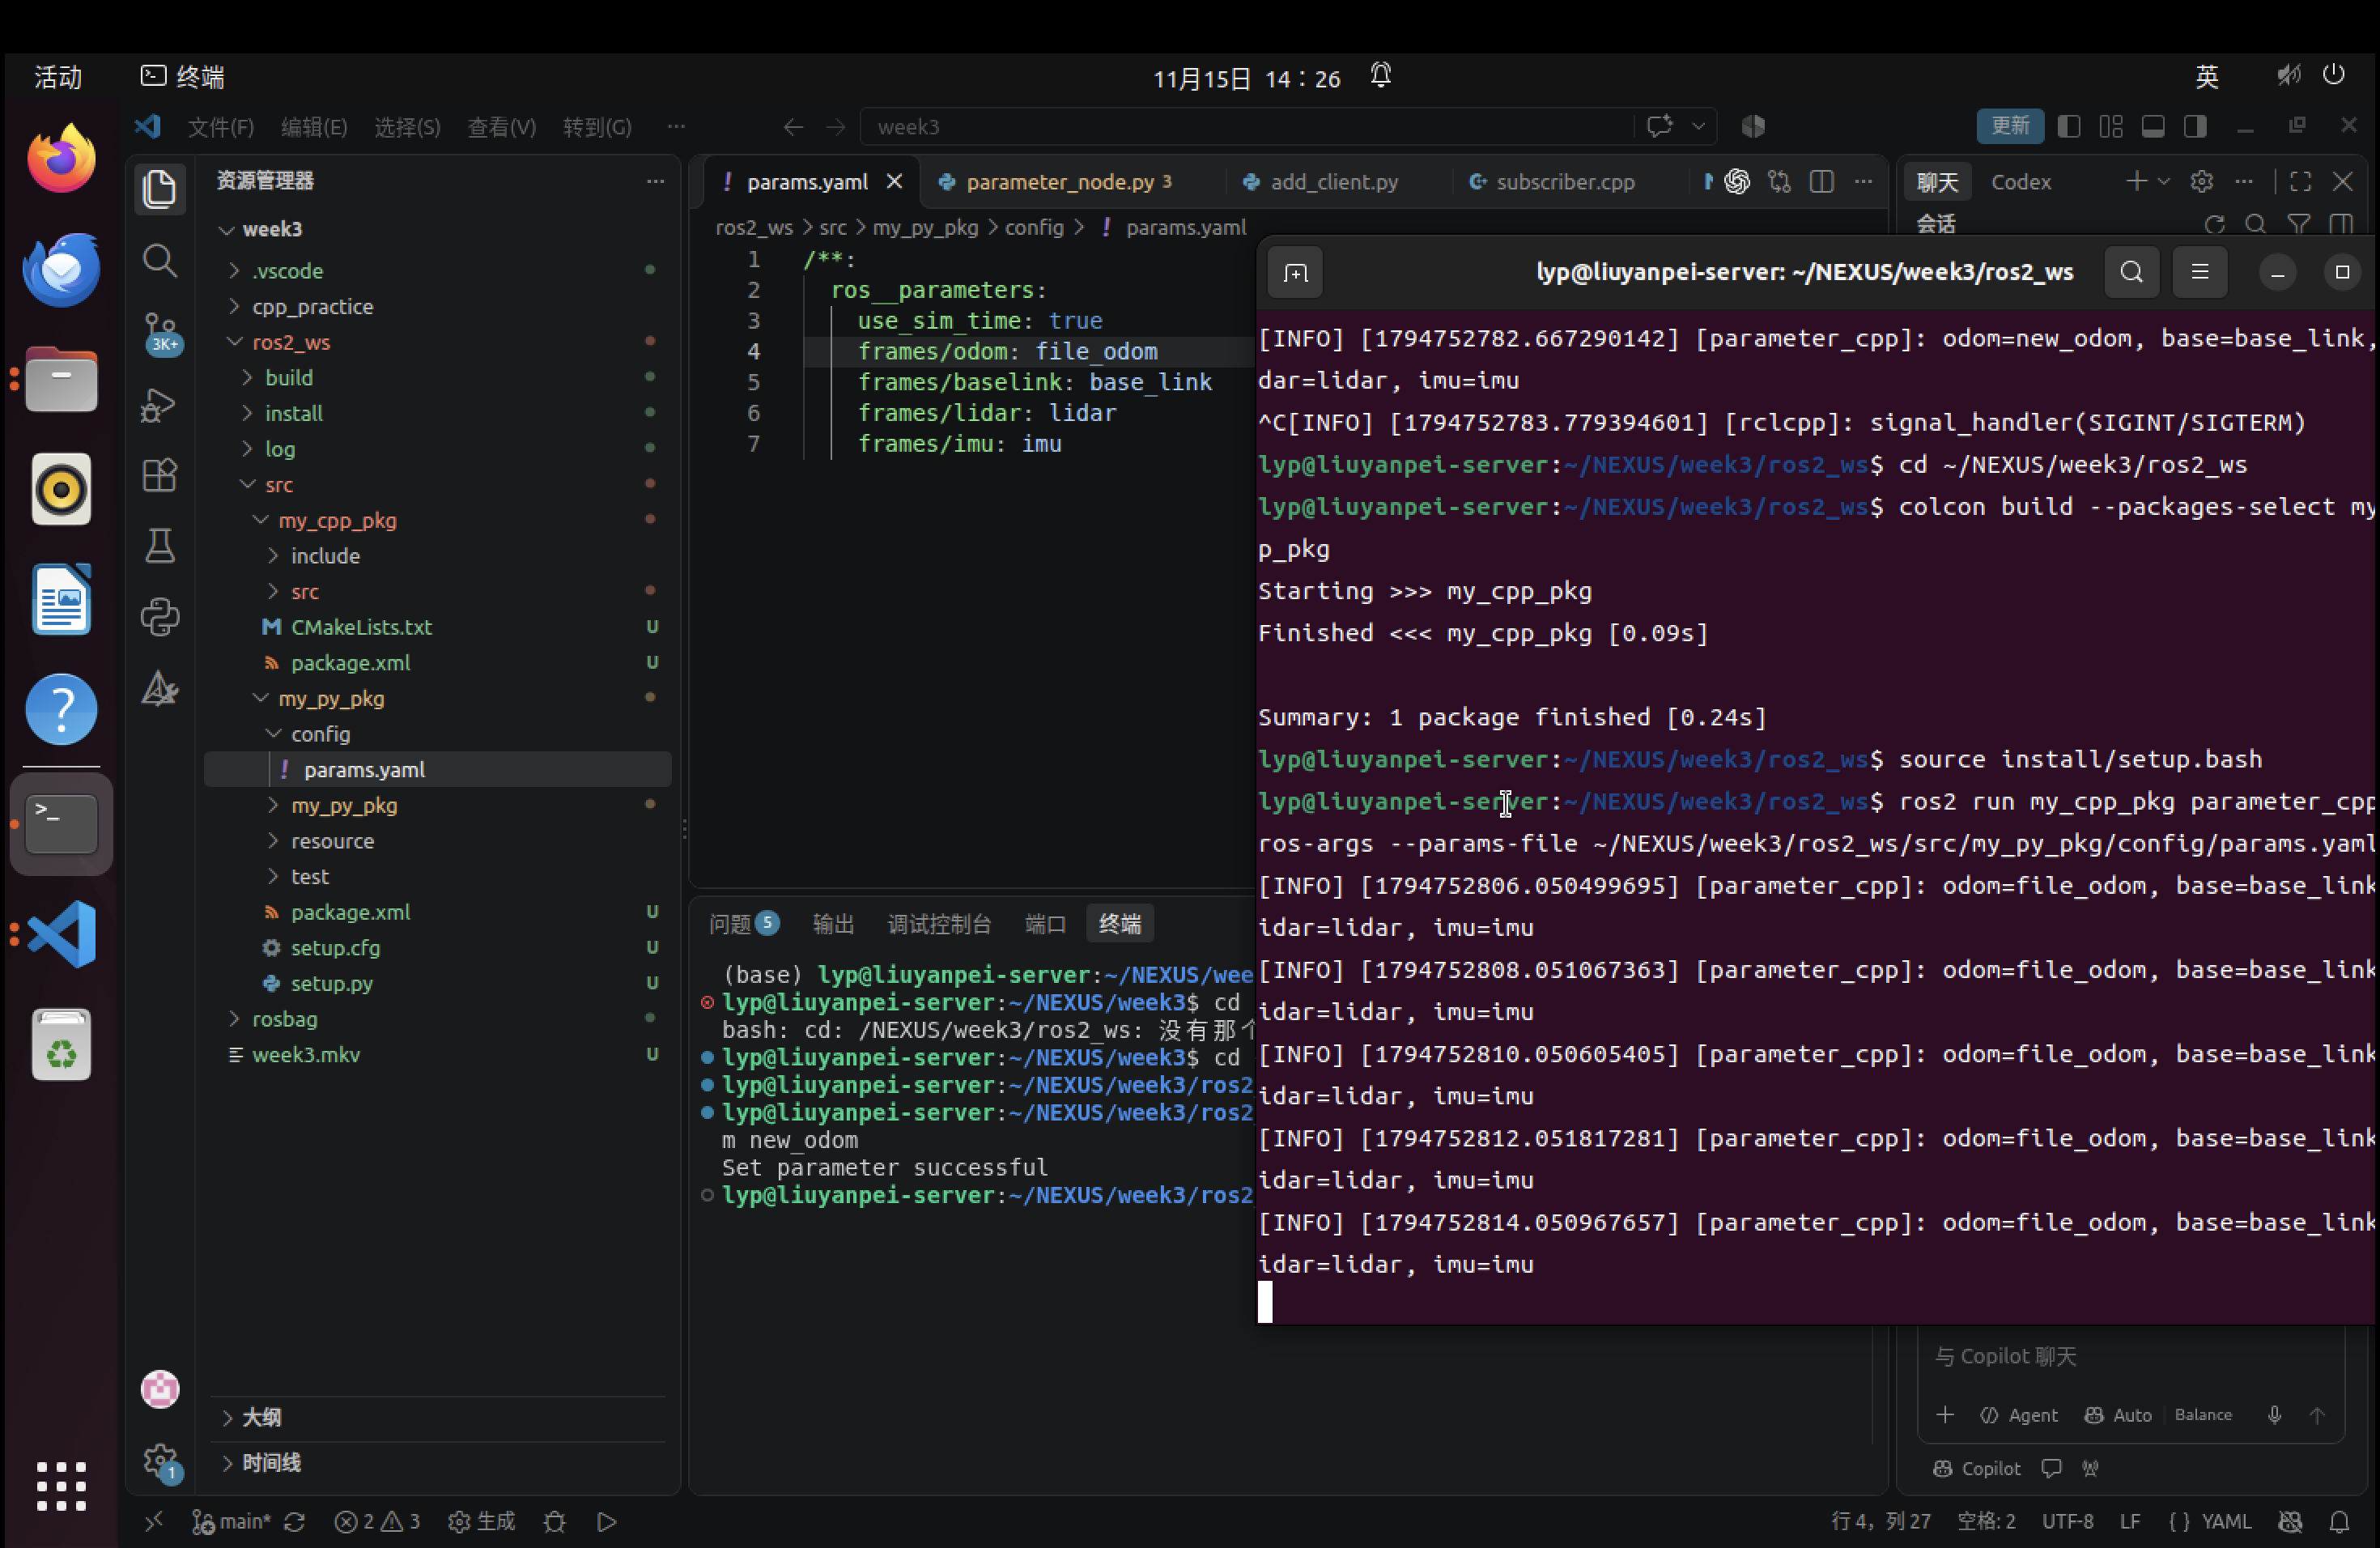 活动
终端
11月15日 14：26
英
文件(F) 编辑(E) 选择(S) 查看(V) 转到(G) ···
week3
更新
资源管理器
week3
.vscode
cpp_practice
ros2_ws
build
install
log
src
my_cpp_pkg
include
src
CMakeLists.txt U
package.xml U
my_py_pkg
config
params.yaml
my_py_pkg
resource
test
package.xml U
setup.cfg U
setup.py U
rosbag
week3.mkv U
大纲
时间线
3K+
1
params.yaml
parameter_node.py 3
add_client.py
subscriber.cpp
ros2_ws > src > my_py_pkg > config > ! params.yaml
1 /**:
2 ros__parameters:
3 use_sim_time: true
4 frames/odom: file_odom
5 frames/baselink: base_link
6 frames/lidar: lidar
7 frames/imu: imu
聊天 Codex
会话
问题 5 输出 调试控制台 端口 终端
(base) lyp@liuyanpei-server:~/NEXUS/wee
lyp@liuyanpei-server:~/NEXUS/week3$ cd
bash: cd: /NEXUS/week3/ros2_ws: 没有那个
lyp@liuyanpei-server:~/NEXUS/week3$ cd
lyp@liuyanpei-server:~/NEXUS/week3/ros2
lyp@liuyanpei-server:~/NEXUS/week3/ros2
m new_odom
Set parameter successful
lyp@liuyanpei-server:~/NEXUS/week3/ros2
lyp@liuyanpei-server: ~/NEXUS/week3/ros2_ws
[INFO] [1794752782.667290142] [parameter_cpp]: odom=new_odom, base=base_link,
dar=lidar, imu=imu
^C[INFO] [1794752783.779394601] [rclcpp]: signal_handler(SIGINT/SIGTERM)
lyp@liuyanpei-server:~/NEXUS/week3/ros2_ws$ cd ~/NEXUS/week3/ros2_ws
lyp@liuyanpei-server:~/NEXUS/week3/ros2_ws$ colcon build --packages-select my
p_pkg
Starting >>> my_cpp_pkg
Finished <<< my_cpp_pkg [0.09s]
Summary: 1 package finished [0.24s]
lyp@liuyanpei-server:~/NEXUS/week3/ros2_ws$ source install/setup.bash
lyp@liuyanpei-server:~/NEXUS/week3/ros2_ws$ ros2 run my_cpp_pkg parameter_cpp
ros-args --params-file ~/NEXUS/week3/ros2_ws/src/my_py_pkg/config/params.yaml
[INFO] [1794752806.050499695] [parameter_cpp]: odom=file_odom, base=base_link
idar=lidar, imu=imu
[INFO] [1794752808.051067363] [parameter_cpp]: odom=file_odom, base=base_link
idar=lidar, imu=imu
[INFO] [1794752810.050605405] [parameter_cpp]: odom=file_odom, base=base_link
idar=lidar, imu=imu
[INFO] [1794752812.051817281] [parameter_cpp]: odom=file_odom, base=base_link
idar=lidar, imu=imu
[INFO] [1794752814.050967657] [parameter_cpp]: odom=file_odom, base=base_link
idar=lidar, imu=imu
与 Copilot 聊天
Agent Auto Balance
Copilot
main* 2 3 生成
行 4，列 27 空格: 2 UTF-8 LF { } YAML